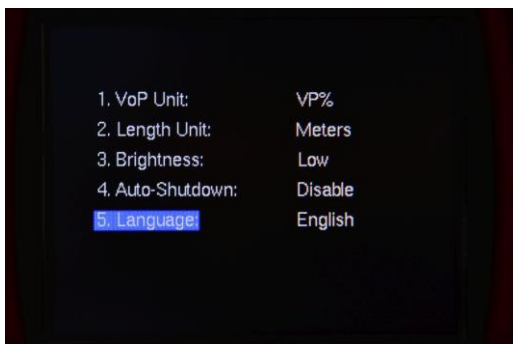 1. VoP Unit: VP%
2. Length Unit: Meters
3. Brightness: Low
4. Auto-Shutdown: Disable
5. Language: English